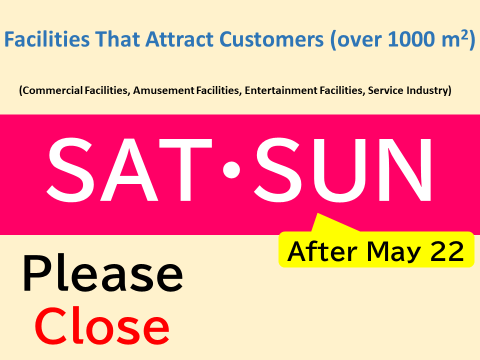 Facilities That Attract Customers (over 1000 m²)
(Commercial Facilities, Amusement Facilities, Entertainment Facilities, Service Industry)
SAT・SUN
After May 22
Please
Close